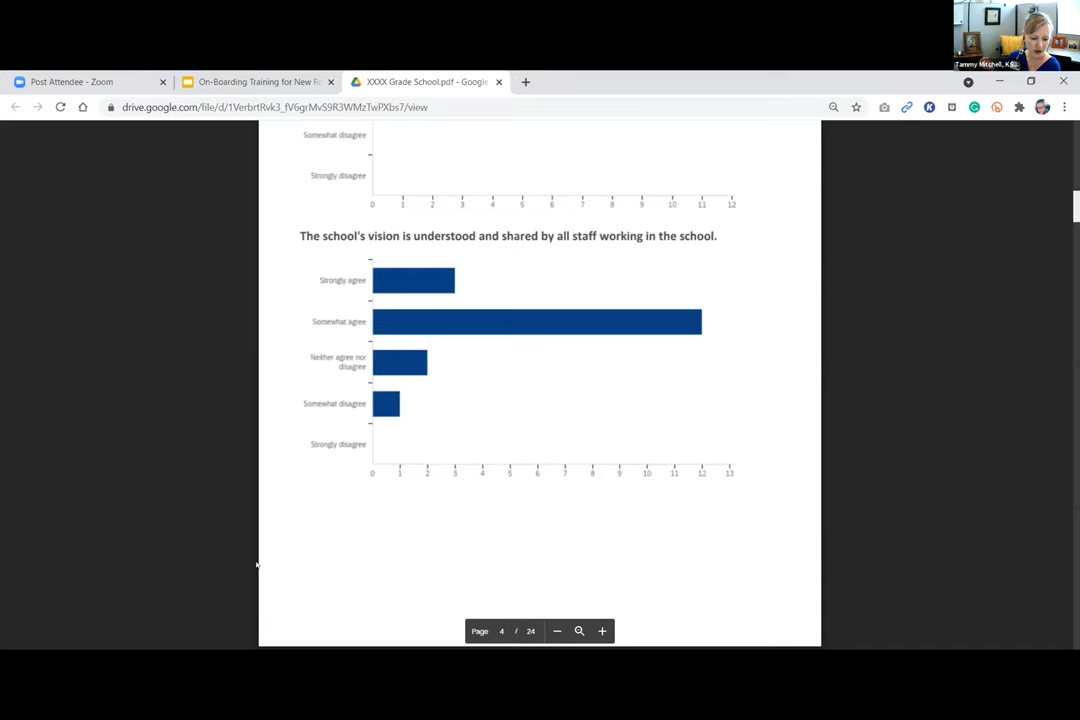 Tammy Mitchell, KS...
Post Attendee - Zoom
On-Boarding Training for New Ro
XXXX Grade School.pdf - Google
drive.google.com/file/d/1VerbrtRvk3_fV6grMvS9R3WMzTwPXbs7/view
Somewhat disagree
Strongly disagree
0 1 2 3 4 5 6 7 8 9 10 11 12
The school's vision is understood and shared by all staff working in the school.
Strongly agree
Somewhat agree
Neither agree nor
disagree
Somewhat disagree
Strongly disagree
0 1 2 3 4 5 6 7 8 9 10 11 12 13
Page 4 / 24